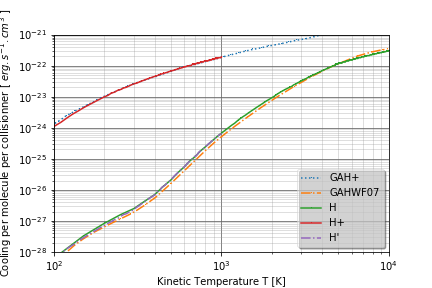 Cooling per molecule per collisionner [ erg. s⁻¹. cm³ ]
10⁻²¹
10⁻²²
10⁻²³
10⁻²⁴
10⁻²⁵
10⁻²⁶
10⁻²⁷
10⁻²⁸
GAH+
GAHWF07
H
H+
H'
10² 10³ 10⁴
Kinetic Temperature T [K]